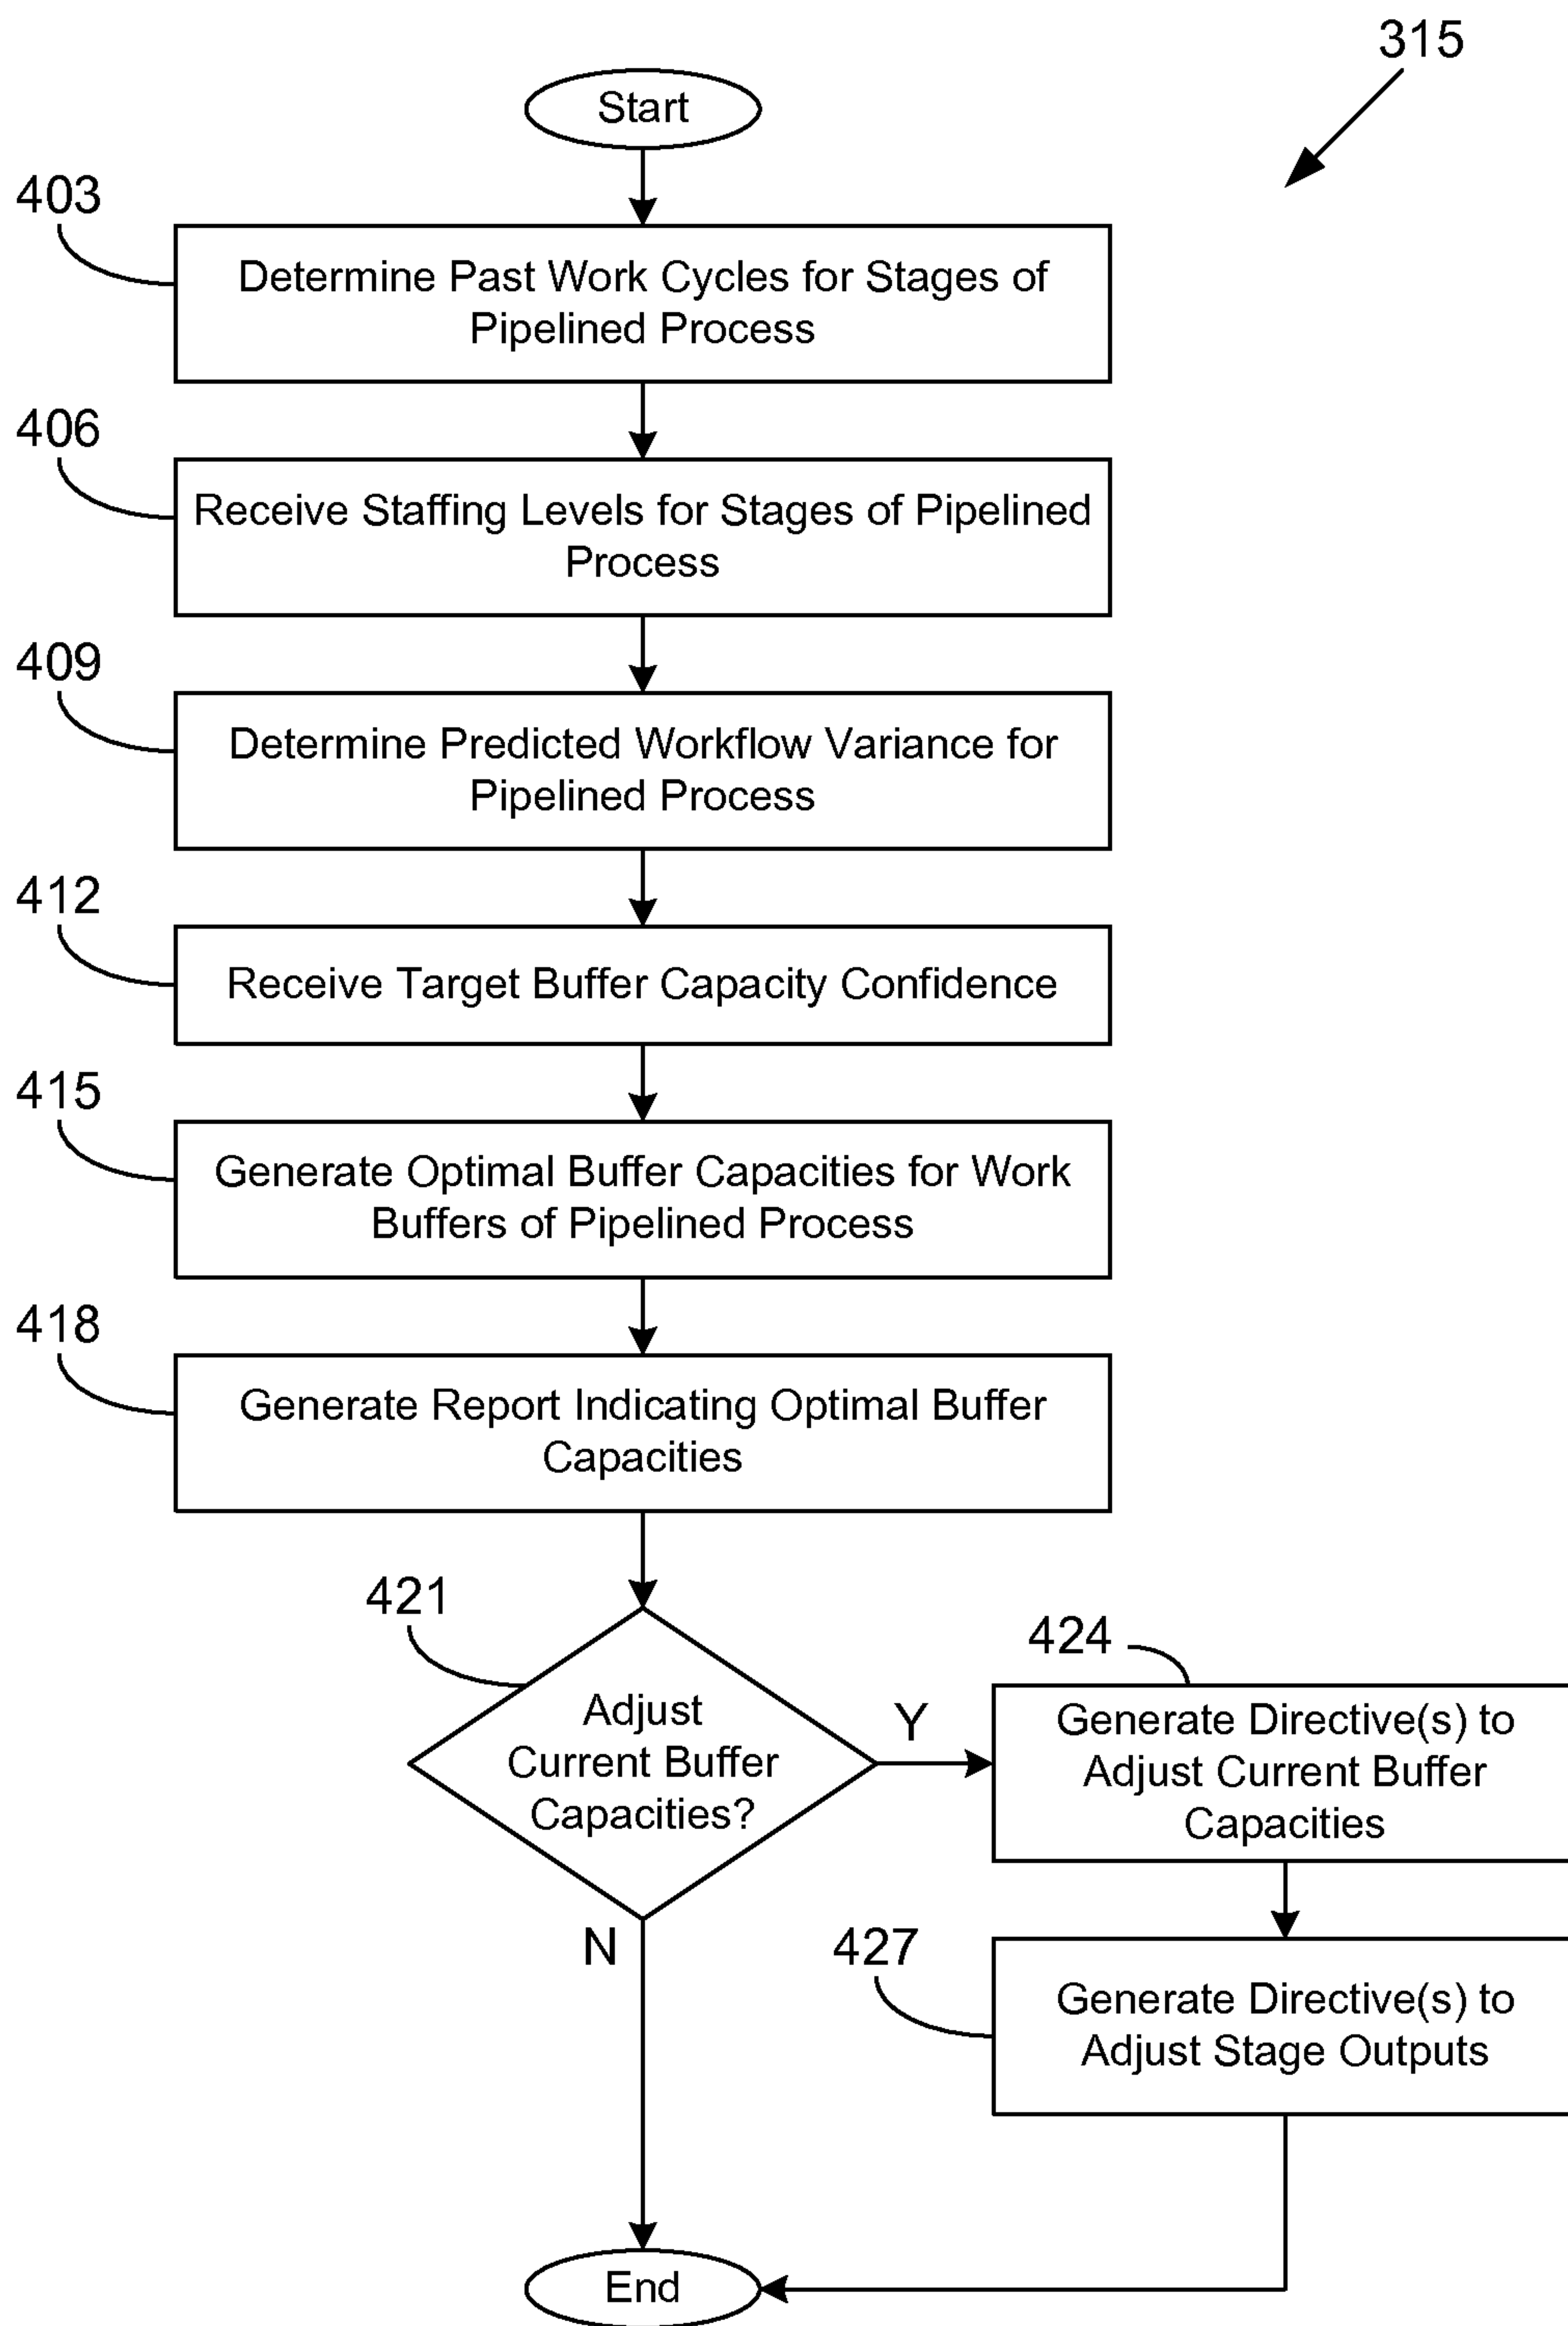 315
Start
403
Determine Past Work Cycles for Stages of
Pipelined Process
406
Receive Staffing Levels for Stages of Pipelined
Process
409
Determine Predicted Workflow Variance for
Pipelined Process
412
Receive Target Buffer Capacity Confidence
415
Generate Optimal Buffer Capacities for Work
Buffers of Pipelined Process
418
Generate Report Indicating Optimal Buffer
Capacities
421
Adjust
Current Buffer
Capacities?
Y
N
424
Generate Directive(s) to
Adjust Current Buffer
Capacities
427
Generate Directive(s) to
Adjust Stage Outputs
End